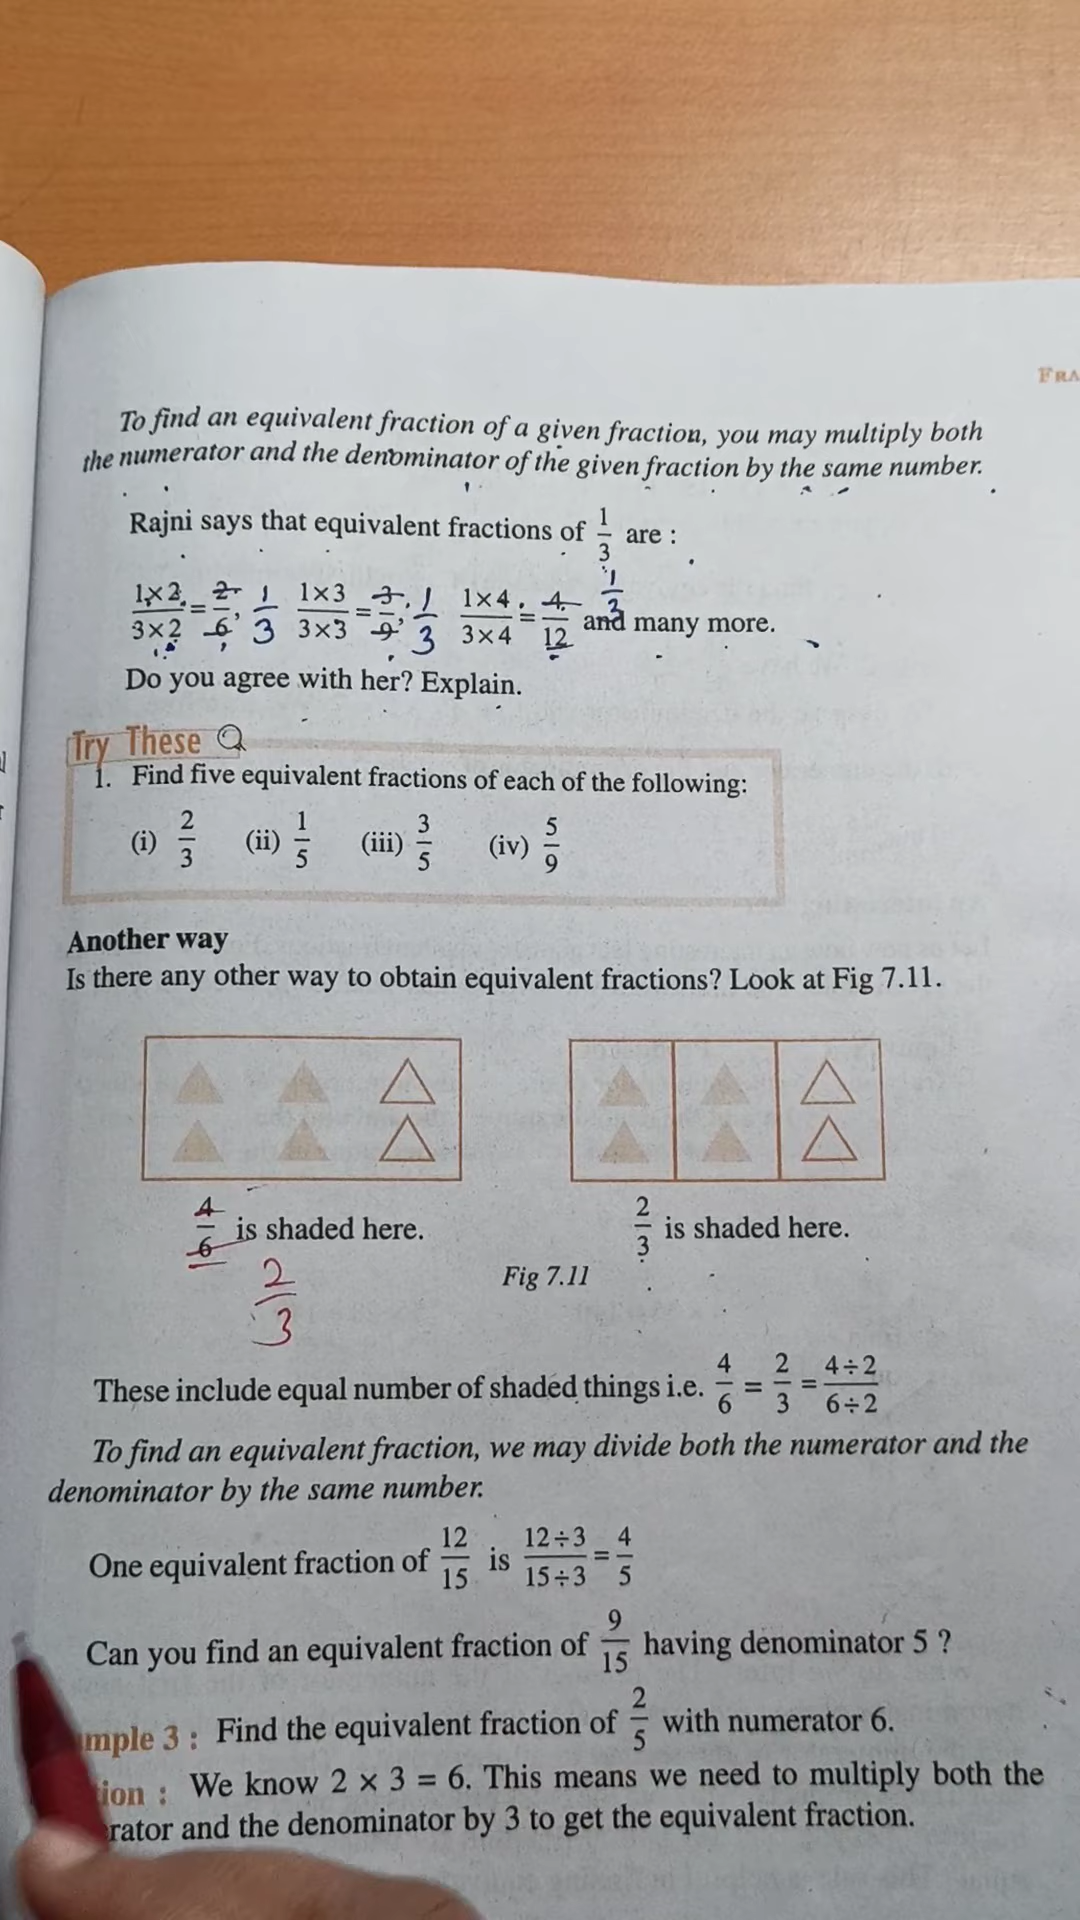 FRA
To find an equivalent fraction of a given fraction, you may multiply both
the numerator and the denominator of the given fraction by the same number.
Rajni says that equivalent fractions of 1/3 are :
1×2/3×2 = 2/6, 1/3 1×3/3×3 = 3/9, 1/3 1×4/3×4 = 4/12 1/3 and many more.
Do you agree with her? Explain.
Try These
1. Find five equivalent fractions of each of the following:
(i) 2/3 (ii) 1/5 (iii) 3/5 (iv) 5/9
Another way
Is there any other way to obtain equivalent fractions? Look at Fig 7.11.
4/6 is shaded here. 2/3 is shaded here.
2/3
Fig 7.11
These include equal number of shaded things i.e. 4/6 = 2/3 = 4÷2/6÷2
To find an equivalent fraction, we may divide both the numerator and the
denominator by the same number.
One equivalent fraction of 12/15 is 12÷3/15÷3 = 4/5
Can you find an equivalent fraction of 9/15 having denominator 5 ?
mple 3 : Find the equivalent fraction of 2/5 with numerator 6.
ion : We know 2 × 3 = 6. This means we need to multiply both the
rator and the denominator by 3 to get the equivalent fraction.